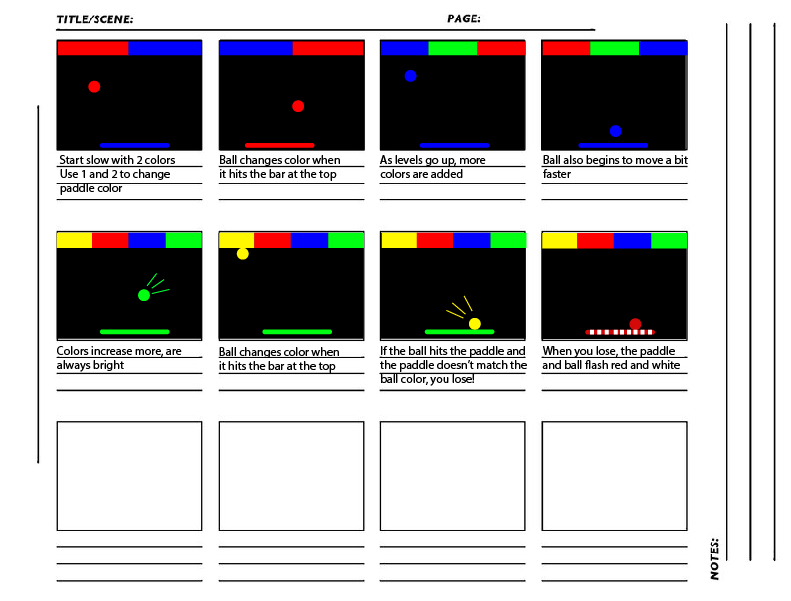 TITLE/SCENE:
PAGE:
Start slow with 2 colors
Use 1 and 2 to change
paddle color
Ball changes color when
it hits the bar at the top
As levels go up, more
colors are added
Ball also begins to move a bit
faster
Colors increase more, are
always bright
Ball changes color when
it hits the bar at the top
If the ball hits the paddle and
the paddle doesn't match the
ball color, you lose!
When you lose, the paddle
and ball flash red and white
NOTES: